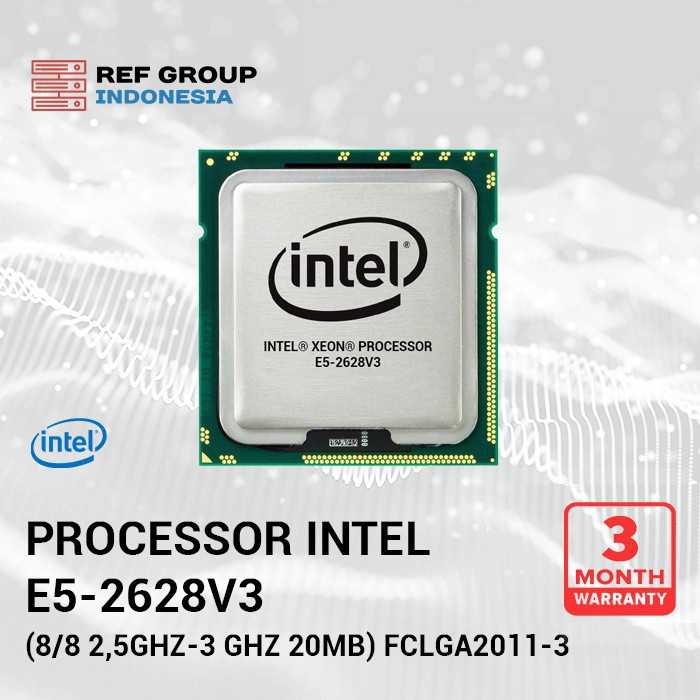 REF GROUP
INDONESIA
intel®
INTEL® XEON® PROCESSOR
E5-2628V3
intel
PROCESSOR INTEL
E5-2628V3
(8/8 2,5GHZ-3 GHZ 20MB) FCLGA2011-3
3
MONTH
WARRANTY